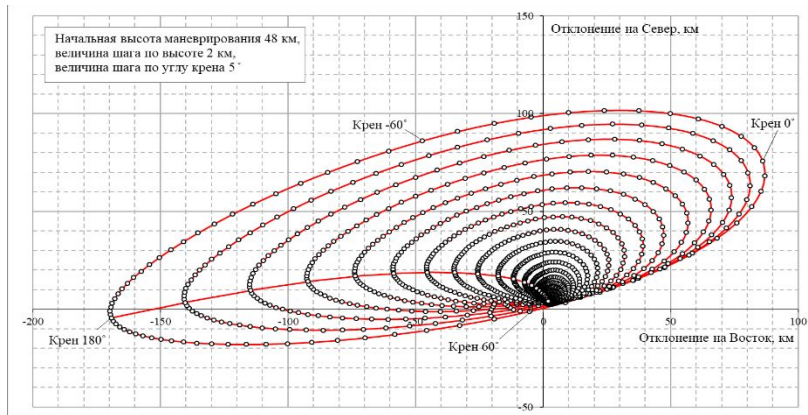 Начальная высота маневрирования 48 км,
величина шага по высоте 2 км,
величина шага по углу крена 5˚
150
Отклонение на Север, км
Крен -60˚
100
Крен 0˚
50
-200
-150
-100
-50
0
50
100
Крен 180˚
Крен 60˚
Отклонение на Восток, км
-50